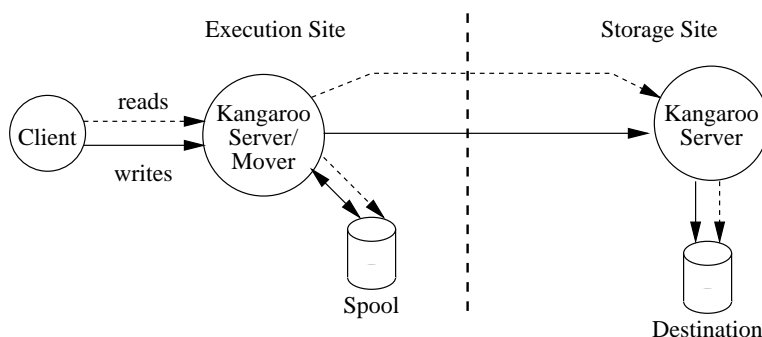 Execution Site
Storage Site
reads
Client
writes
Kangaroo
Server/
Mover
Kangaroo
Server
Spool
Destination